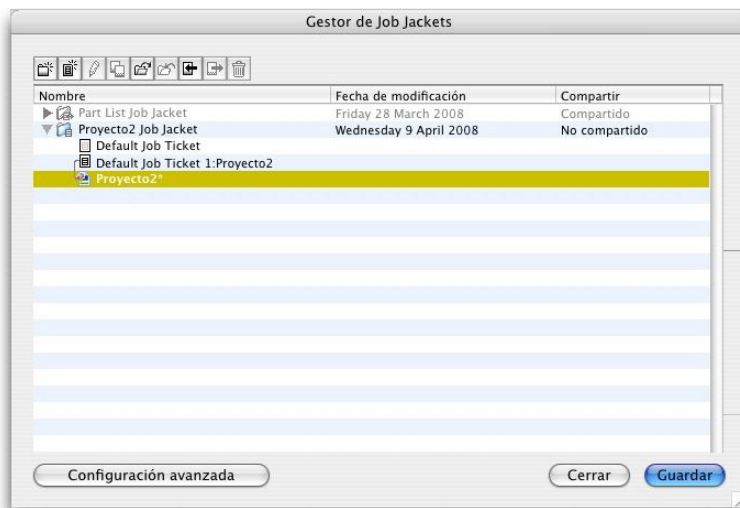 Gestor de Job Jackets
Nombre Fecha de modificación Compartir
Part List Job Jacket Friday 28 March 2008 Compartido
Proyecto2 Job Jacket Wednesday 9 April 2008 No compartido
Default Job Ticket
Default Job Ticket 1:Proyecto2
Proyecto2*
Configuración avanzada Cerrar Guardar